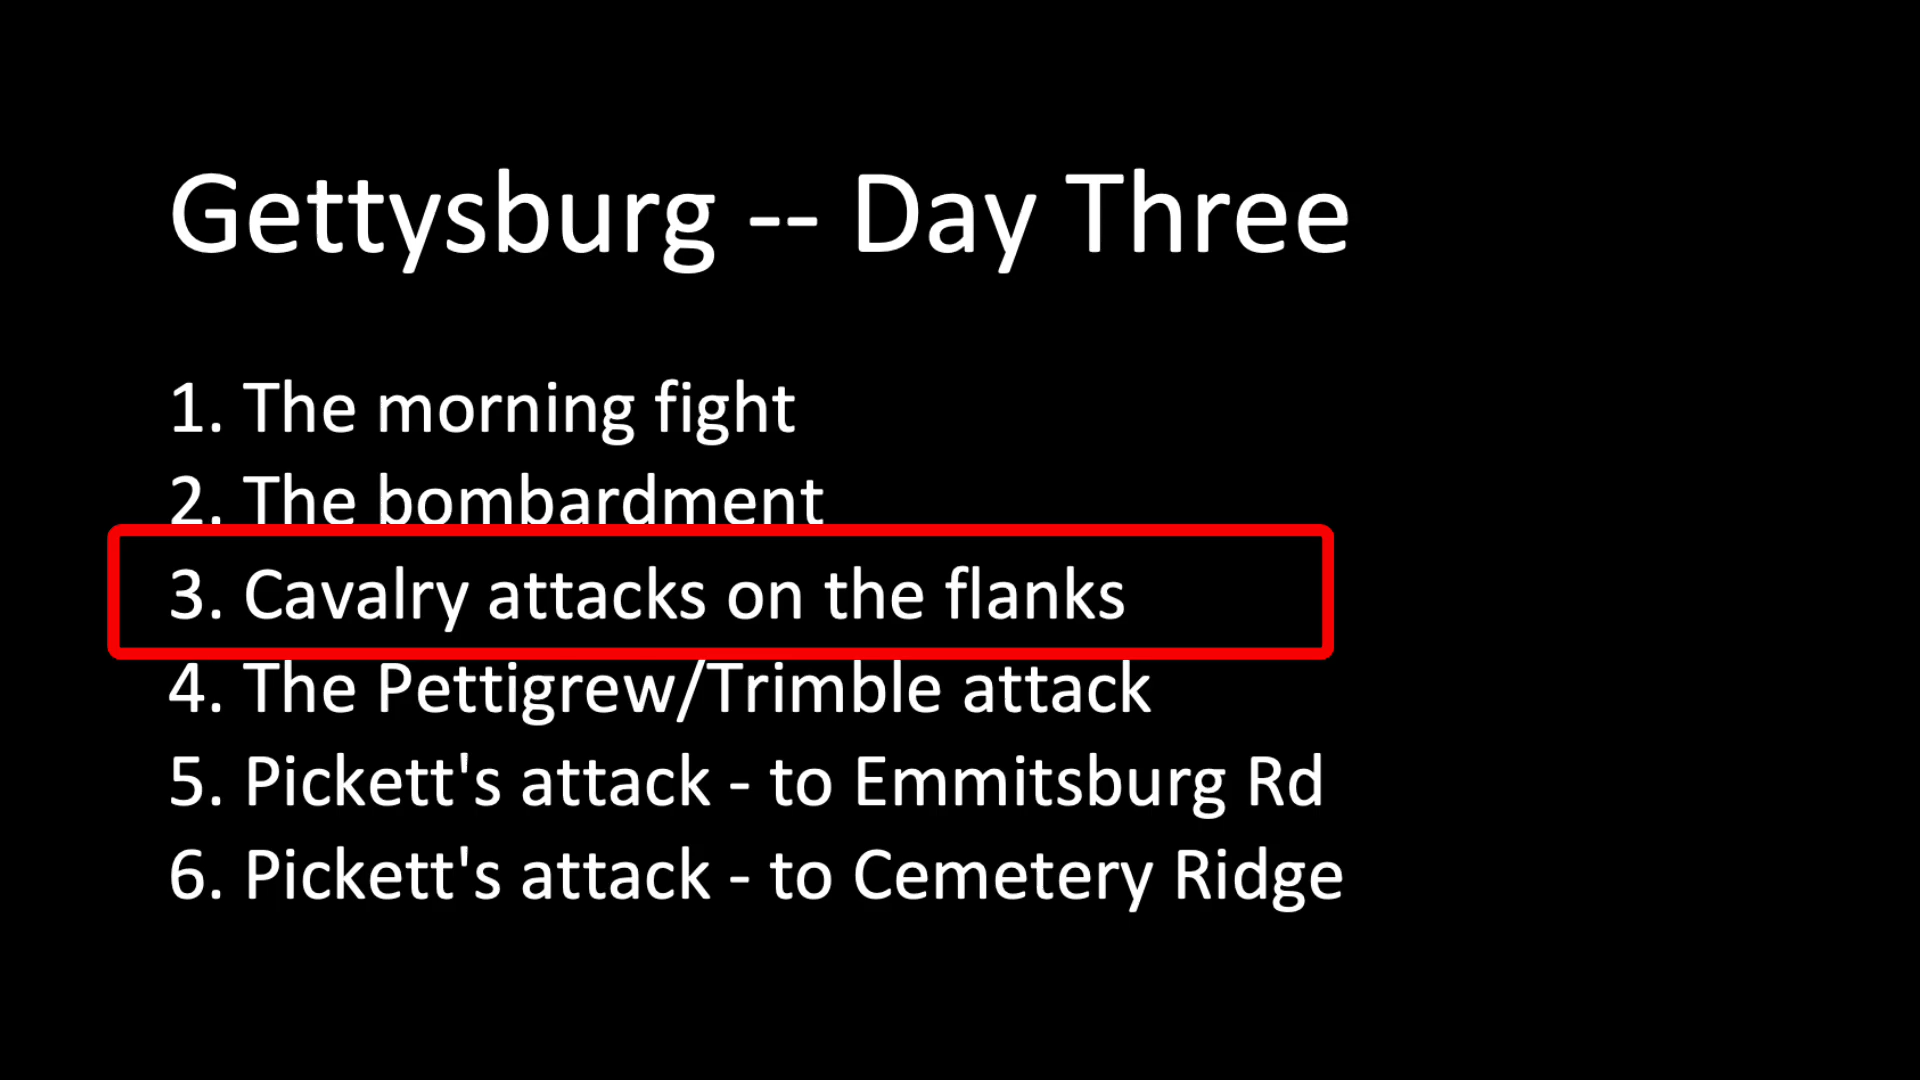 Gettysburg -- Day Three
1. The morning fight
2. The bombardment
3. Cavalry attacks on the flanks
4. The Pettigrew/Trimble attack
5. Pickett's attack - to Emmitsburg Rd
6. Pickett's attack - to Cemetery Ridge